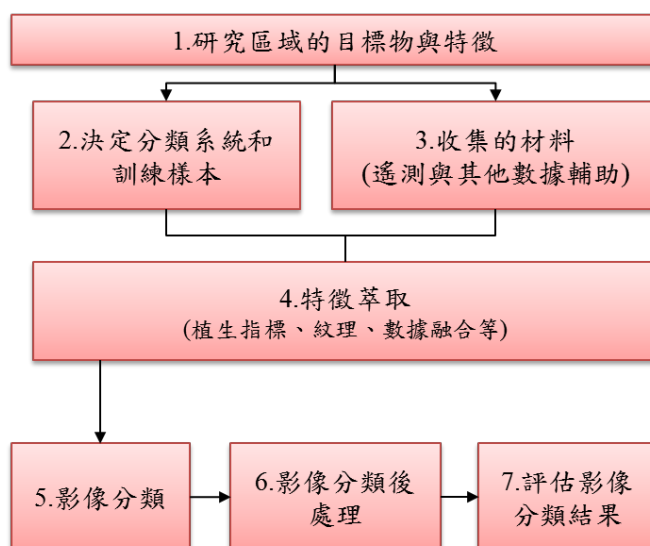 1.研究區域的目標物與特徵
2.決定分類系統和
訓練樣本
3.收集的材料
(遙測與其他數據輔助)
4.特徵萃取
(植生指標、紋理、數據融合等)
5.影像分類
6.影像分類後
處理
7.評估影像
分類結果